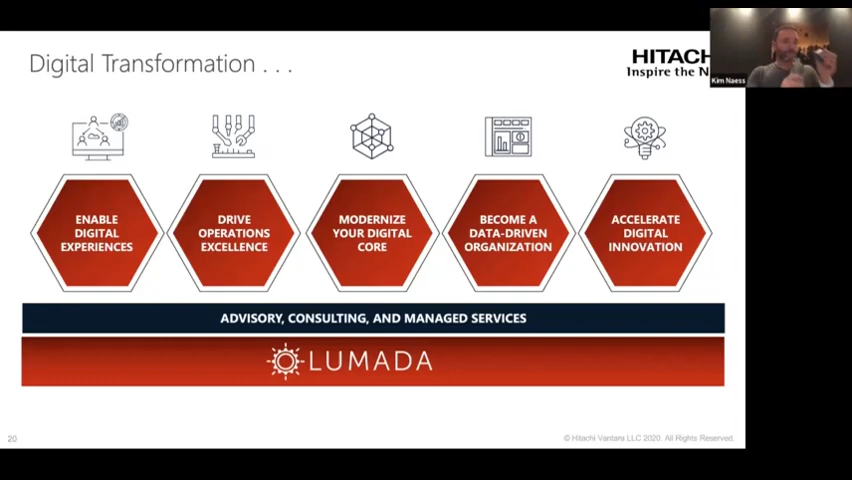 Digital Transformation . . .
HITACH
Inspire the N
Kim Naess
ENABLE
DIGITAL
EXPERIENCES
DRIVE
OPERATIONS
EXCELLENCE
MODERNIZE
YOUR DIGITAL
CORE
BECOME A
DATA-DRIVEN
ORGANIZATION
ACCELERATE
DIGITAL
INNOVATION
ADVISORY, CONSULTING, AND MANAGED SERVICES
LUMADA
20
© Hitachi Vantara LLC 2020. All Rights Reserved.